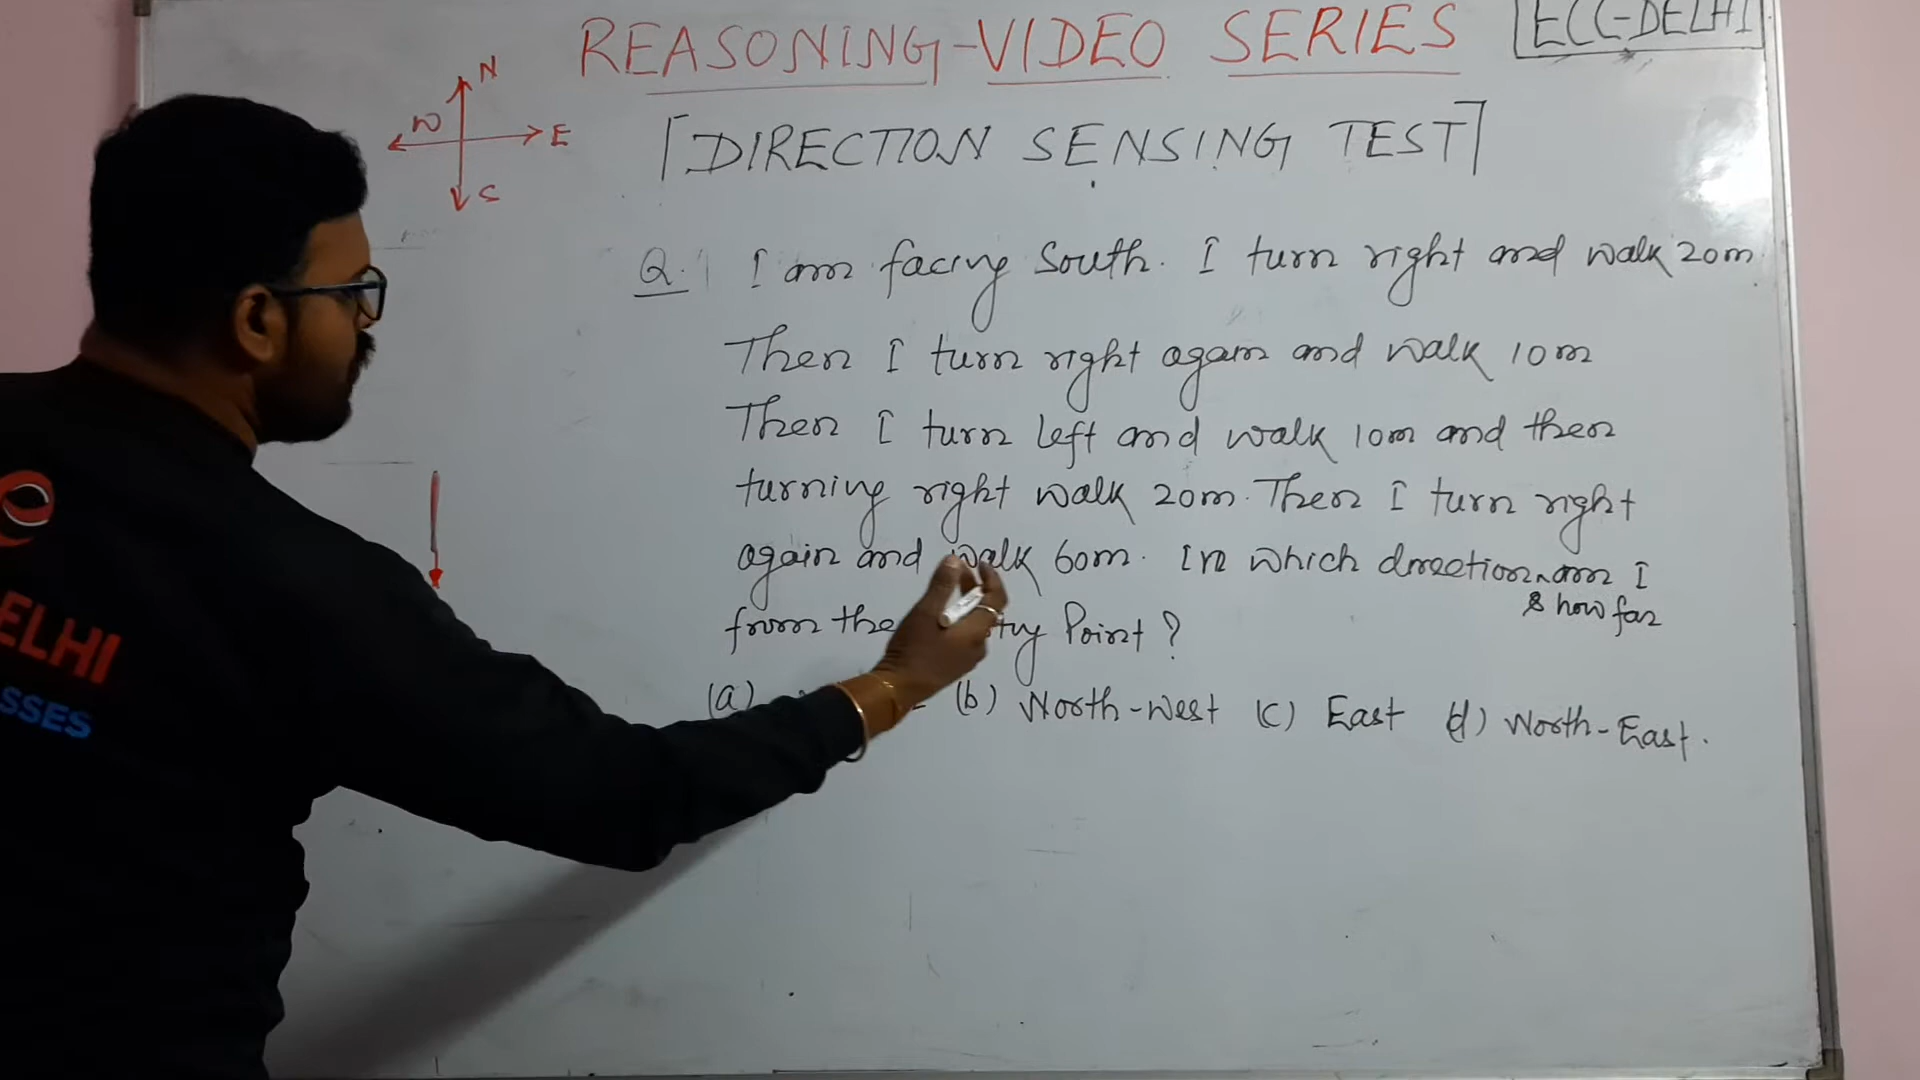 REASONING-VIDEO SERIES
ECC-DELHI
N
W
E
S
[DIRECTION SENSING TEST]
Q. I am facing South. I turn right and walk 20m.
Then I turn right again and walk 10m
Then I turn left and walk 10m and then
turning right walk 20m. Then I turn right
again and walk 60m. In which direction am I
& how far
from the Point?
(a) (b) North-West (c) East (d) North-East.
ELHI
SSES